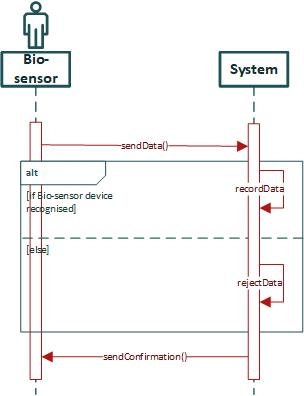 Bio-
sensor
System
sendData()
alt
[If Bio-sensor device
recognised]
recordData
[else]
rejectData
sendConfirmation()